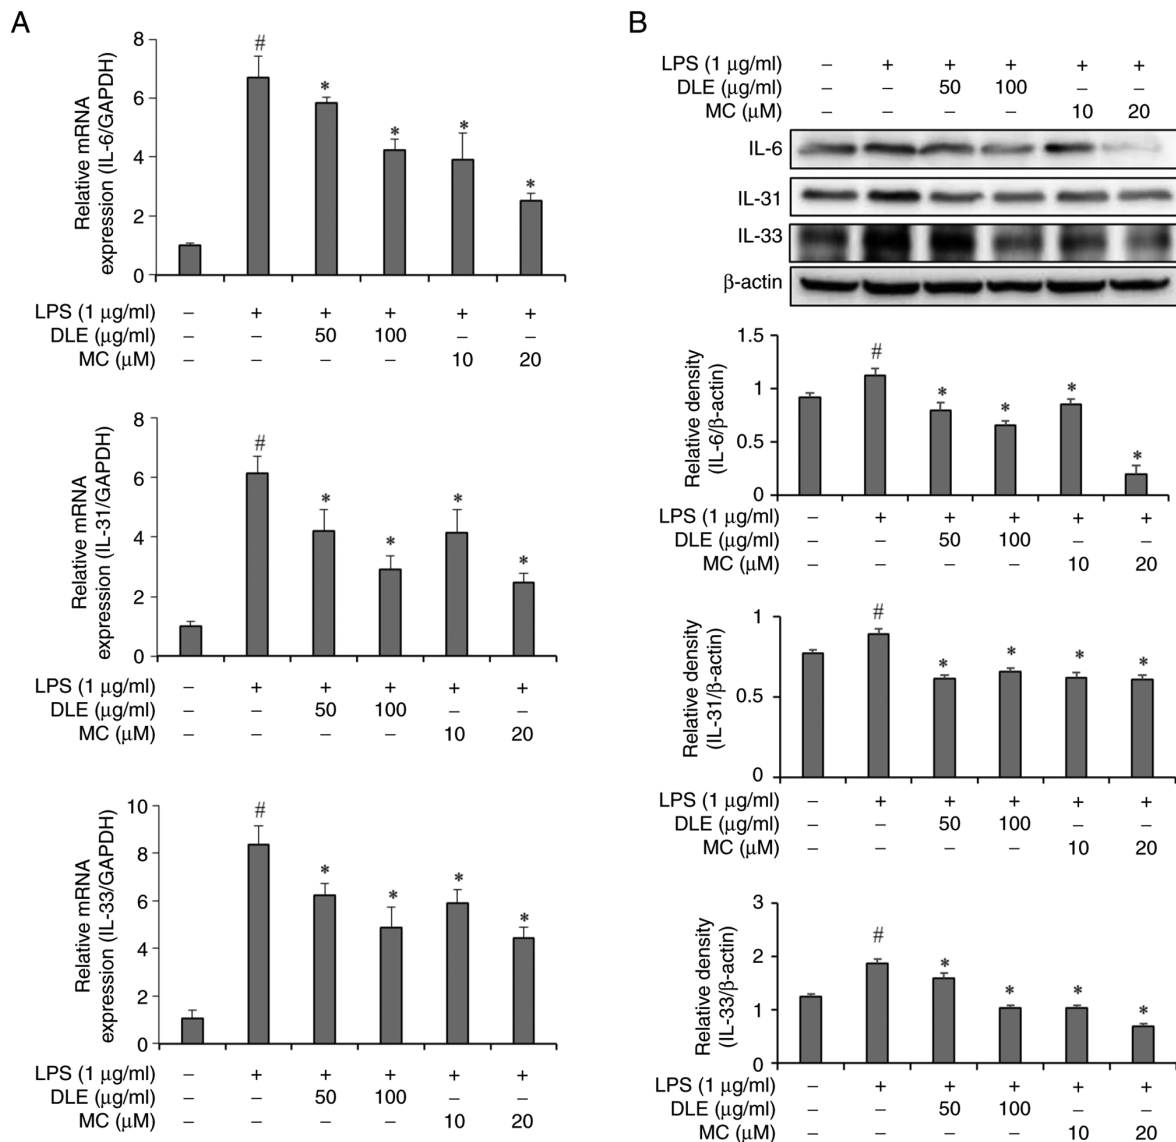 A
Relative mRNA
expression (IL-6/GAPDH)
8
6
4
2
0
#
*
*
*
*
LPS (1 μg/ml) – + + + + +
DLE (μg/ml) – – 50 100 – –
MC (μM) – – – – 10 20
Relative mRNA
expression (IL-31/GAPDH)
8
6
4
2
0
#
*
*
*
*
LPS (1 μg/ml) – + + + + +
DLE (μg/ml) – – 50 100 – –
MC (μM) – – – – 10 20
Relative mRNA
expression (IL-33/GAPDH)
10
8
6
4
2
0
#
*
*
*
*
LPS (1 μg/ml) – + + + + +
DLE (μg/ml) – – 50 100 – –
MC (μM) – – – – 10 20
B
LPS (1 μg/ml) – + + + + +
DLE (μg/ml) – – 50 100 – –
MC (μM) – – – – 10 20
IL-6
IL-31
IL-33
β-actin
Relative density
(IL-6/β-actin)
1.5
1
0.5
0
#
*
*
*
*
LPS (1 μg/ml) – + + + + +
DLE (μg/ml) – – 50 100 – –
MC (μM) – – – – 10 20
Relative density
(IL-31/β-actin)
1
0.5
0
#
*
*
*
*
LPS (1 μg/ml) – + + + + +
DLE (μg/ml) – – 50 100 – –
MC (μM) – – – – 10 20
Relative density
(IL-33/β-actin)
3
2
1
0
#
*
*
*
*
LPS (1 μg/ml) – + + + + +
DLE (μg/ml) – – 50 100 – –
MC (μM) – – – – 10 20